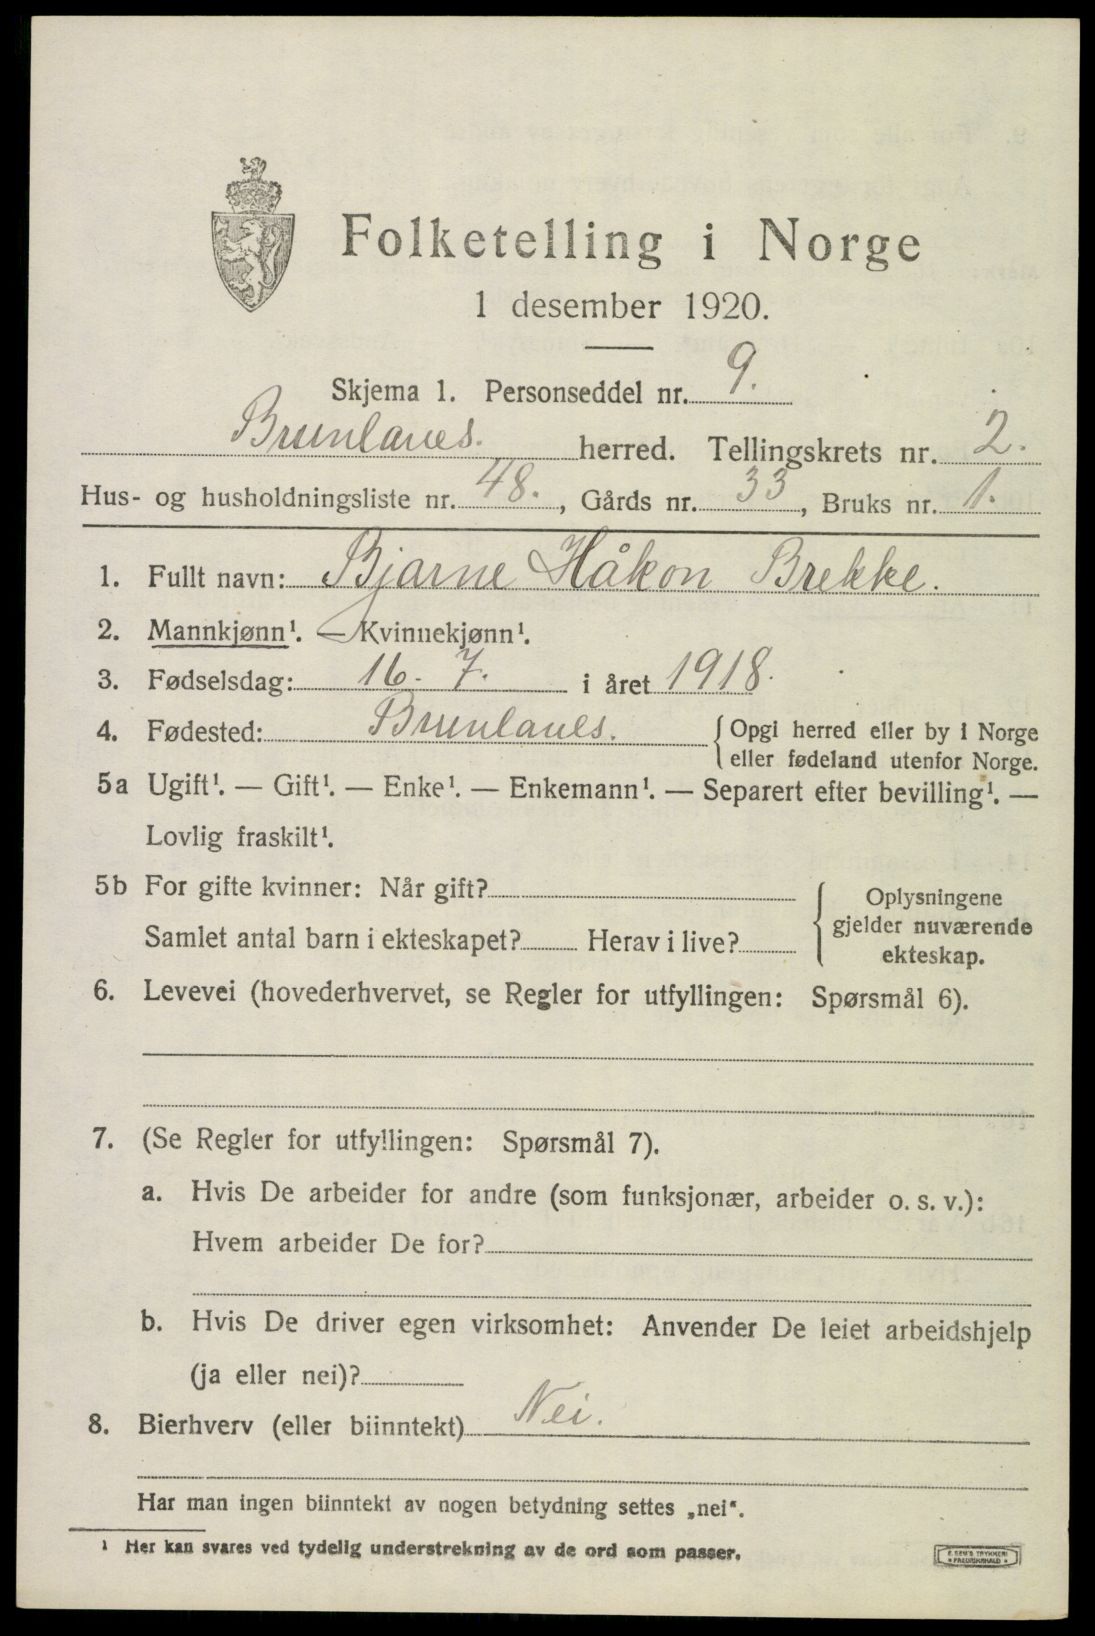 Folketelling i Norge
1 desember 1920.
Skjema 1. Personseddel nr. 9.
Brunlanes. herred. Tellingskrets nr. 2.
Hus- og husholdningsliste nr. 48., Gårds nr. 33, Bruks nr. 1.
1. Fullt navn: Bjarne Håkon Brekke.
2. Mannkjønn¹. — Kvinnekjønn¹.
3. Fødselsdag: 16. 7. i året 1918.
4. Fødested: Brunlanes. { Opgi herred eller by i Norge
eller fødeland utenfor Norge.
5a Ugift¹. — Gift¹. — Enke¹. — Enkemann¹. — Separert efter bevilling¹. —
Lovlig fraskilt¹.
5b For gifte kvinner: Når gift? { Oplysningene
gjelder nuværende
Samlet antal barn i ekteskapet? Herav i live?
ekteskap.
6. Levevei (hovederhvervet, se Regler for utfyllingen: Spørsmål 6).
7. (Se Regler for utfyllingen: Spørsmål 7).
a. Hvis De arbeider for andre (som funksjonær, arbeider o. s. v.):
Hvem arbeider De for?
b. Hvis De driver egen virksomhet: Anvender De leiet arbeidshjelp
(ja eller nei)?
8. Bierhverv (eller biinntekt) Nei.
Har man ingen biinntekt av nogen betydning settes „nei“.
¹ Her kan svares ved tydelig understrekning av de ord som passer.
E. SEM'S TRYKKERI
• FREDRIKSHALD •